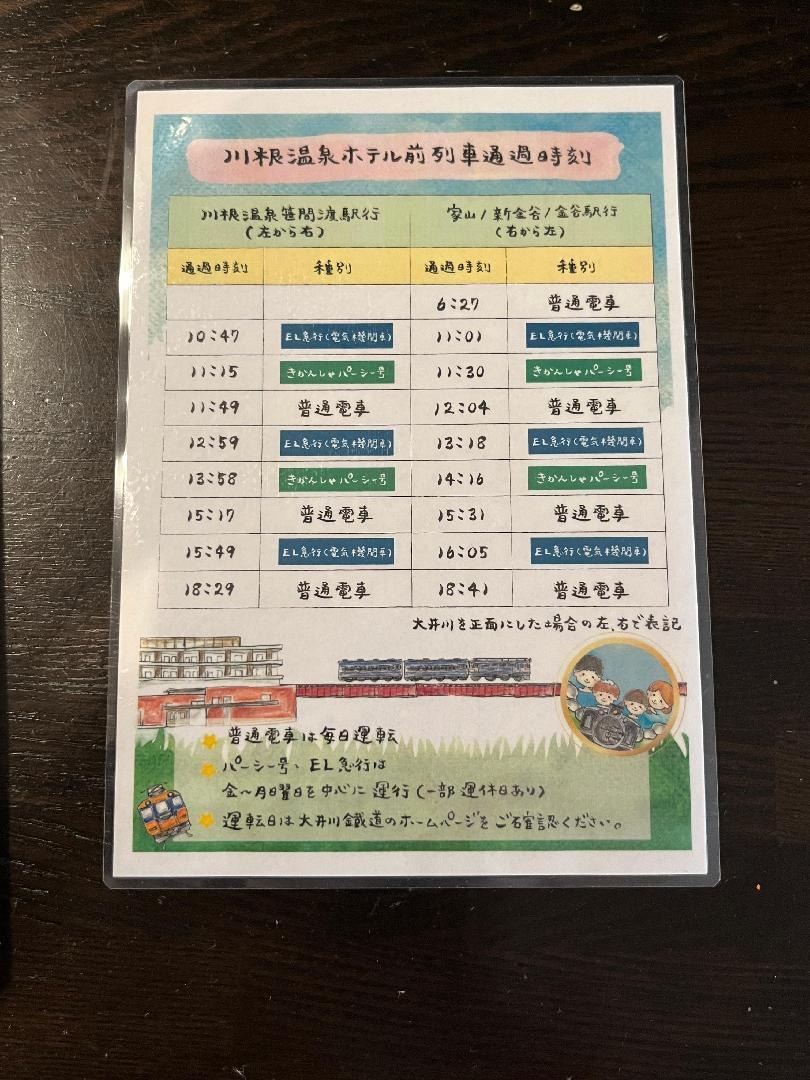 川根温泉ホテル前列車通過時刻
川根温泉笹間渡駅行 家山/新金谷/金谷駅行
(左から右) (右から左)
通過時刻 種別 通過時刻 種別
6:27 普通電車
10:47 EL急行(電気機関車) 11:01 EL急行(電気機関車)
11:15 きかんしゃパーシー号 11:30 きかんしゃパーシー号
11:49 普通電車 12:04 普通電車
12:59 EL急行(電気機関車) 13:18 EL急行(電気機関車)
13:58 きかんしゃパーシー号 14:16 きかんしゃパーシー号
15:17 普通電車 15:31 普通電車
15:49 EL急行(電気機関車) 16:05 EL急行(電気機関車)
18:29 普通電車 18:41 普通電車
大井川を正面にした場合の左、右で表記
普通電車は毎日運転
パーシー号、EL急行は
金~月日曜日を中心に運行(一部運休日あり)
運転日は大井川鐵道のホームページをご確認ください。